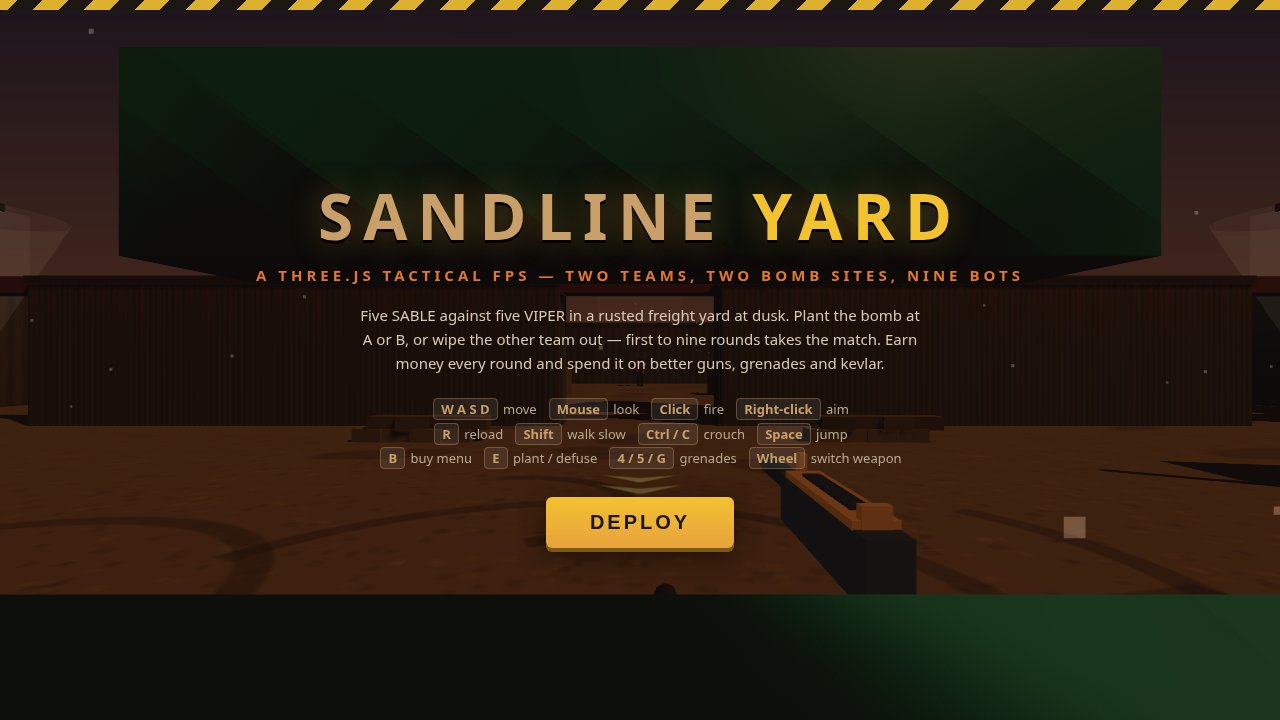 SANDLINE YARD
A THREE.JS TACTICAL FPS — TWO TEAMS, TWO BOMB SITES, NINE BOTS
Five SABLE against five VIPER in a rusted freight yard at dusk. Plant the bomb at
A or B, or wipe the other team out — first to nine rounds takes the match. Earn
money every round and spend it on better guns, grenades and kevlar.
W A S D move Mouse look Click fire Right-click aim
R reload Shift walk slow Ctrl / C crouch Space jump
B buy menu E plant / defuse 4 / 5 / G grenades Wheel switch weapon
DEPLOY